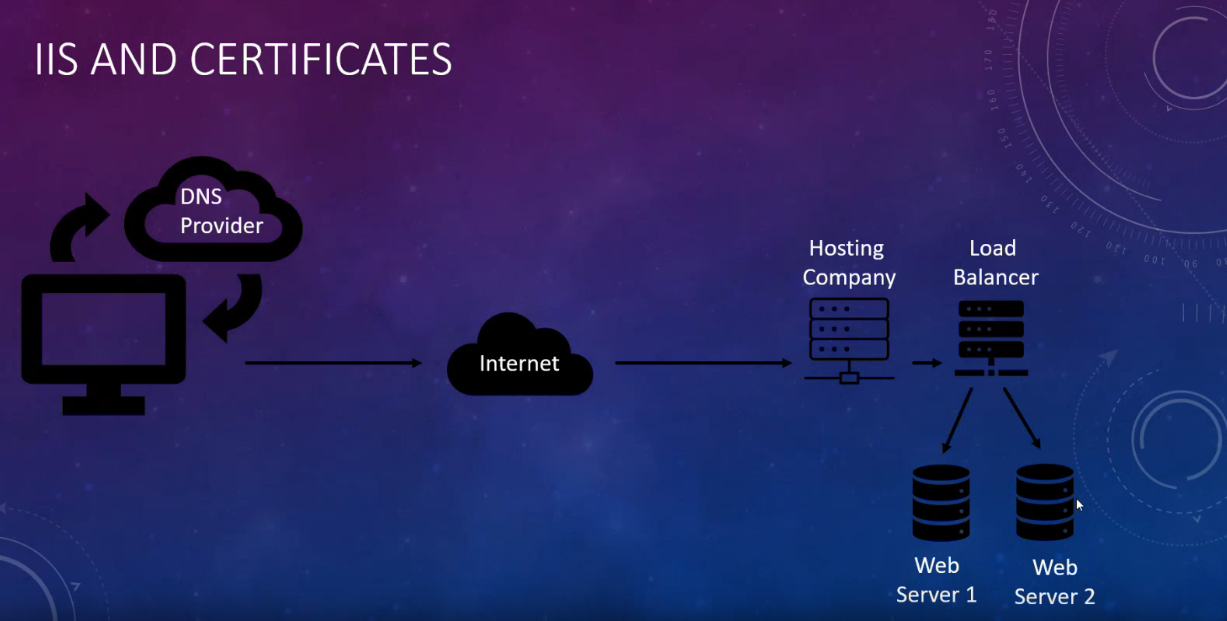 IIS AND CERTIFICATES
DNS
Provider
Internet
Hosting
Company
Load
Balancer
Web
Server 1
Web
Server 2